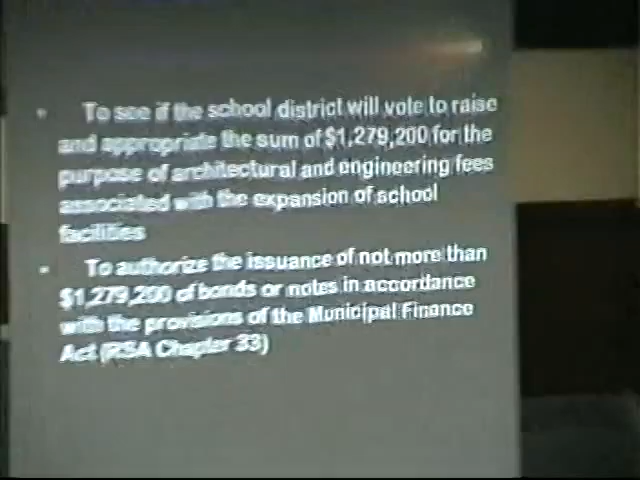 • To see if the school district will vote to raise
and appropriate the sum of $1,279,200 for the
purpose of architectural and engineering fees
associated with the expansion of school
facilities
• To authorize the issuance of not more than
$1,279,200 of bonds or notes in accordance
with the provisions of the Municipal Finance
Act (RSA Chapter 33)